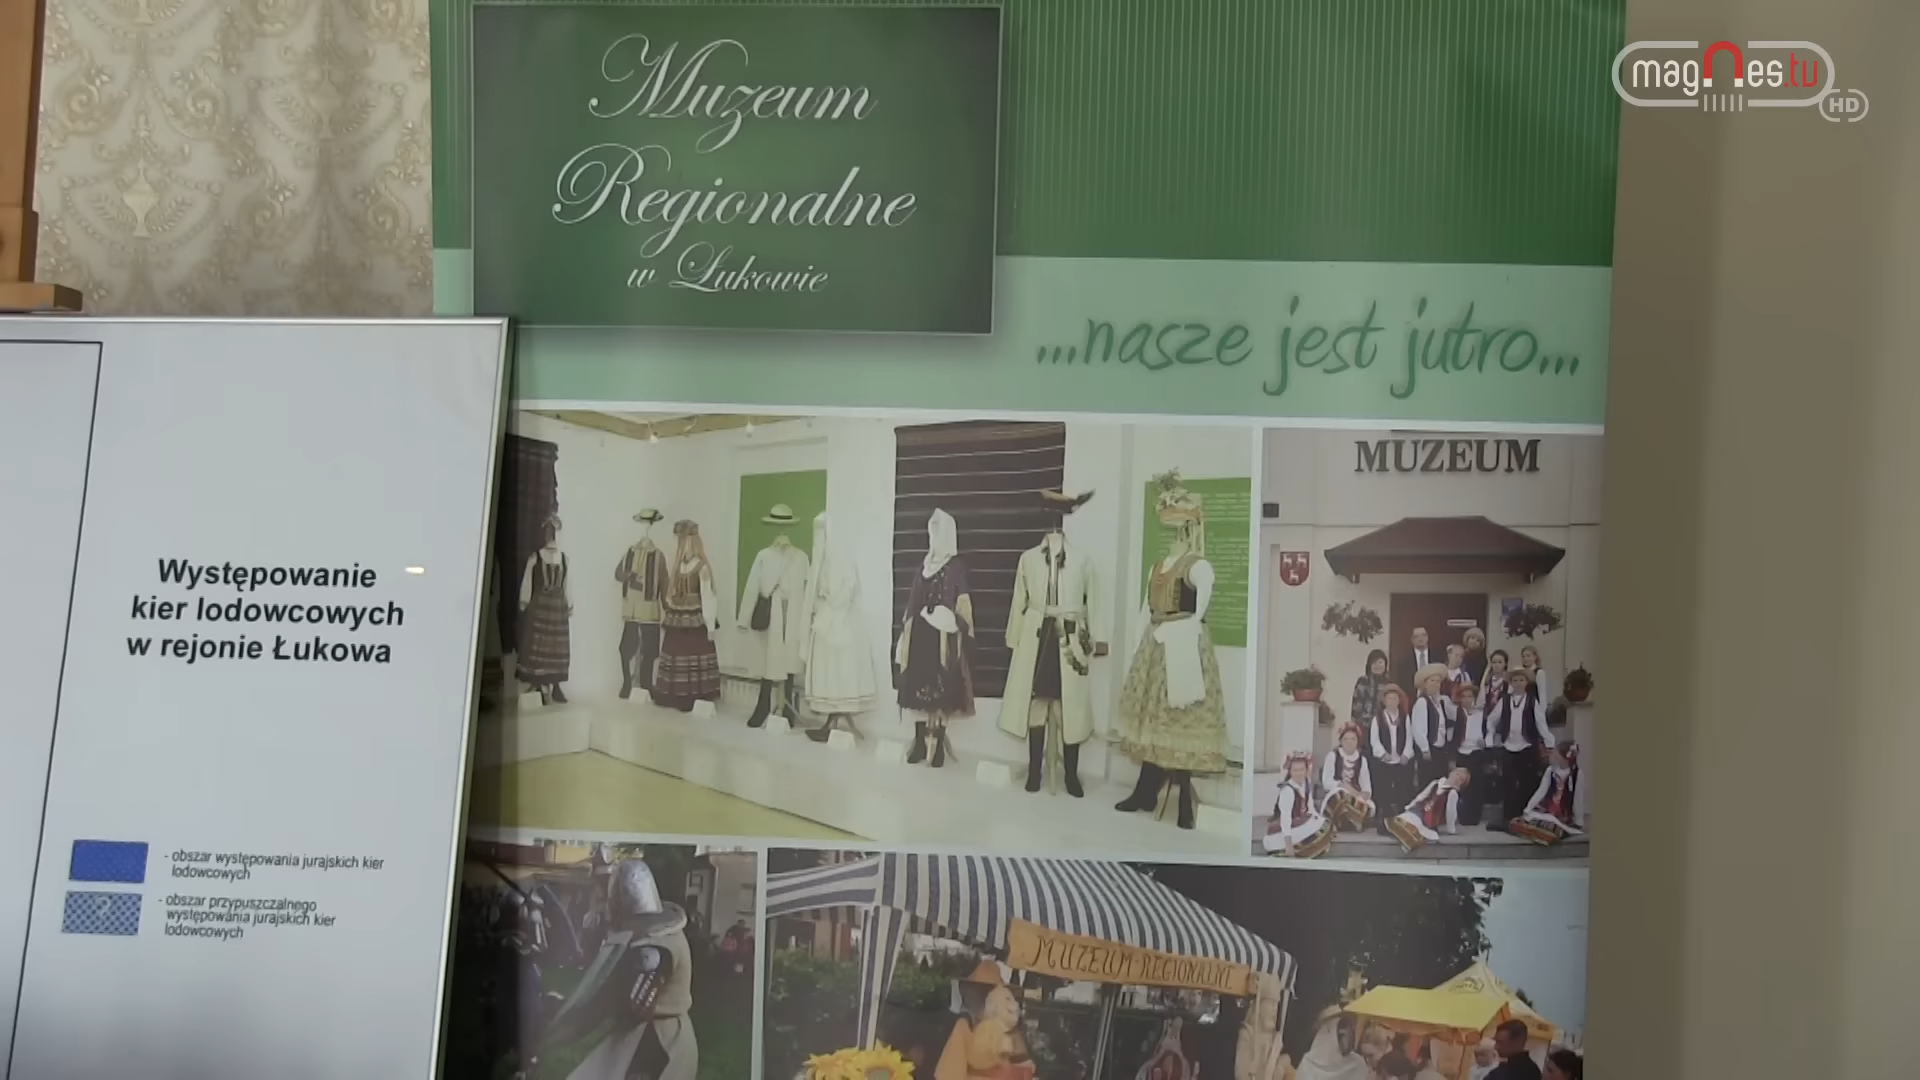 magnes.tv
HD
Muzeum
Regionalne
w Łukowie
...nasze jest jutro...
MUZEUM
Występowanie
kier lodowcowych
w rejonie Łukowa
- obszar występowania jurajskich kier
lodowcowych
?
- obszar przypuszczalnego
występowania jurajskich kier
lodowcowych
MUZEUM REGIONALNE